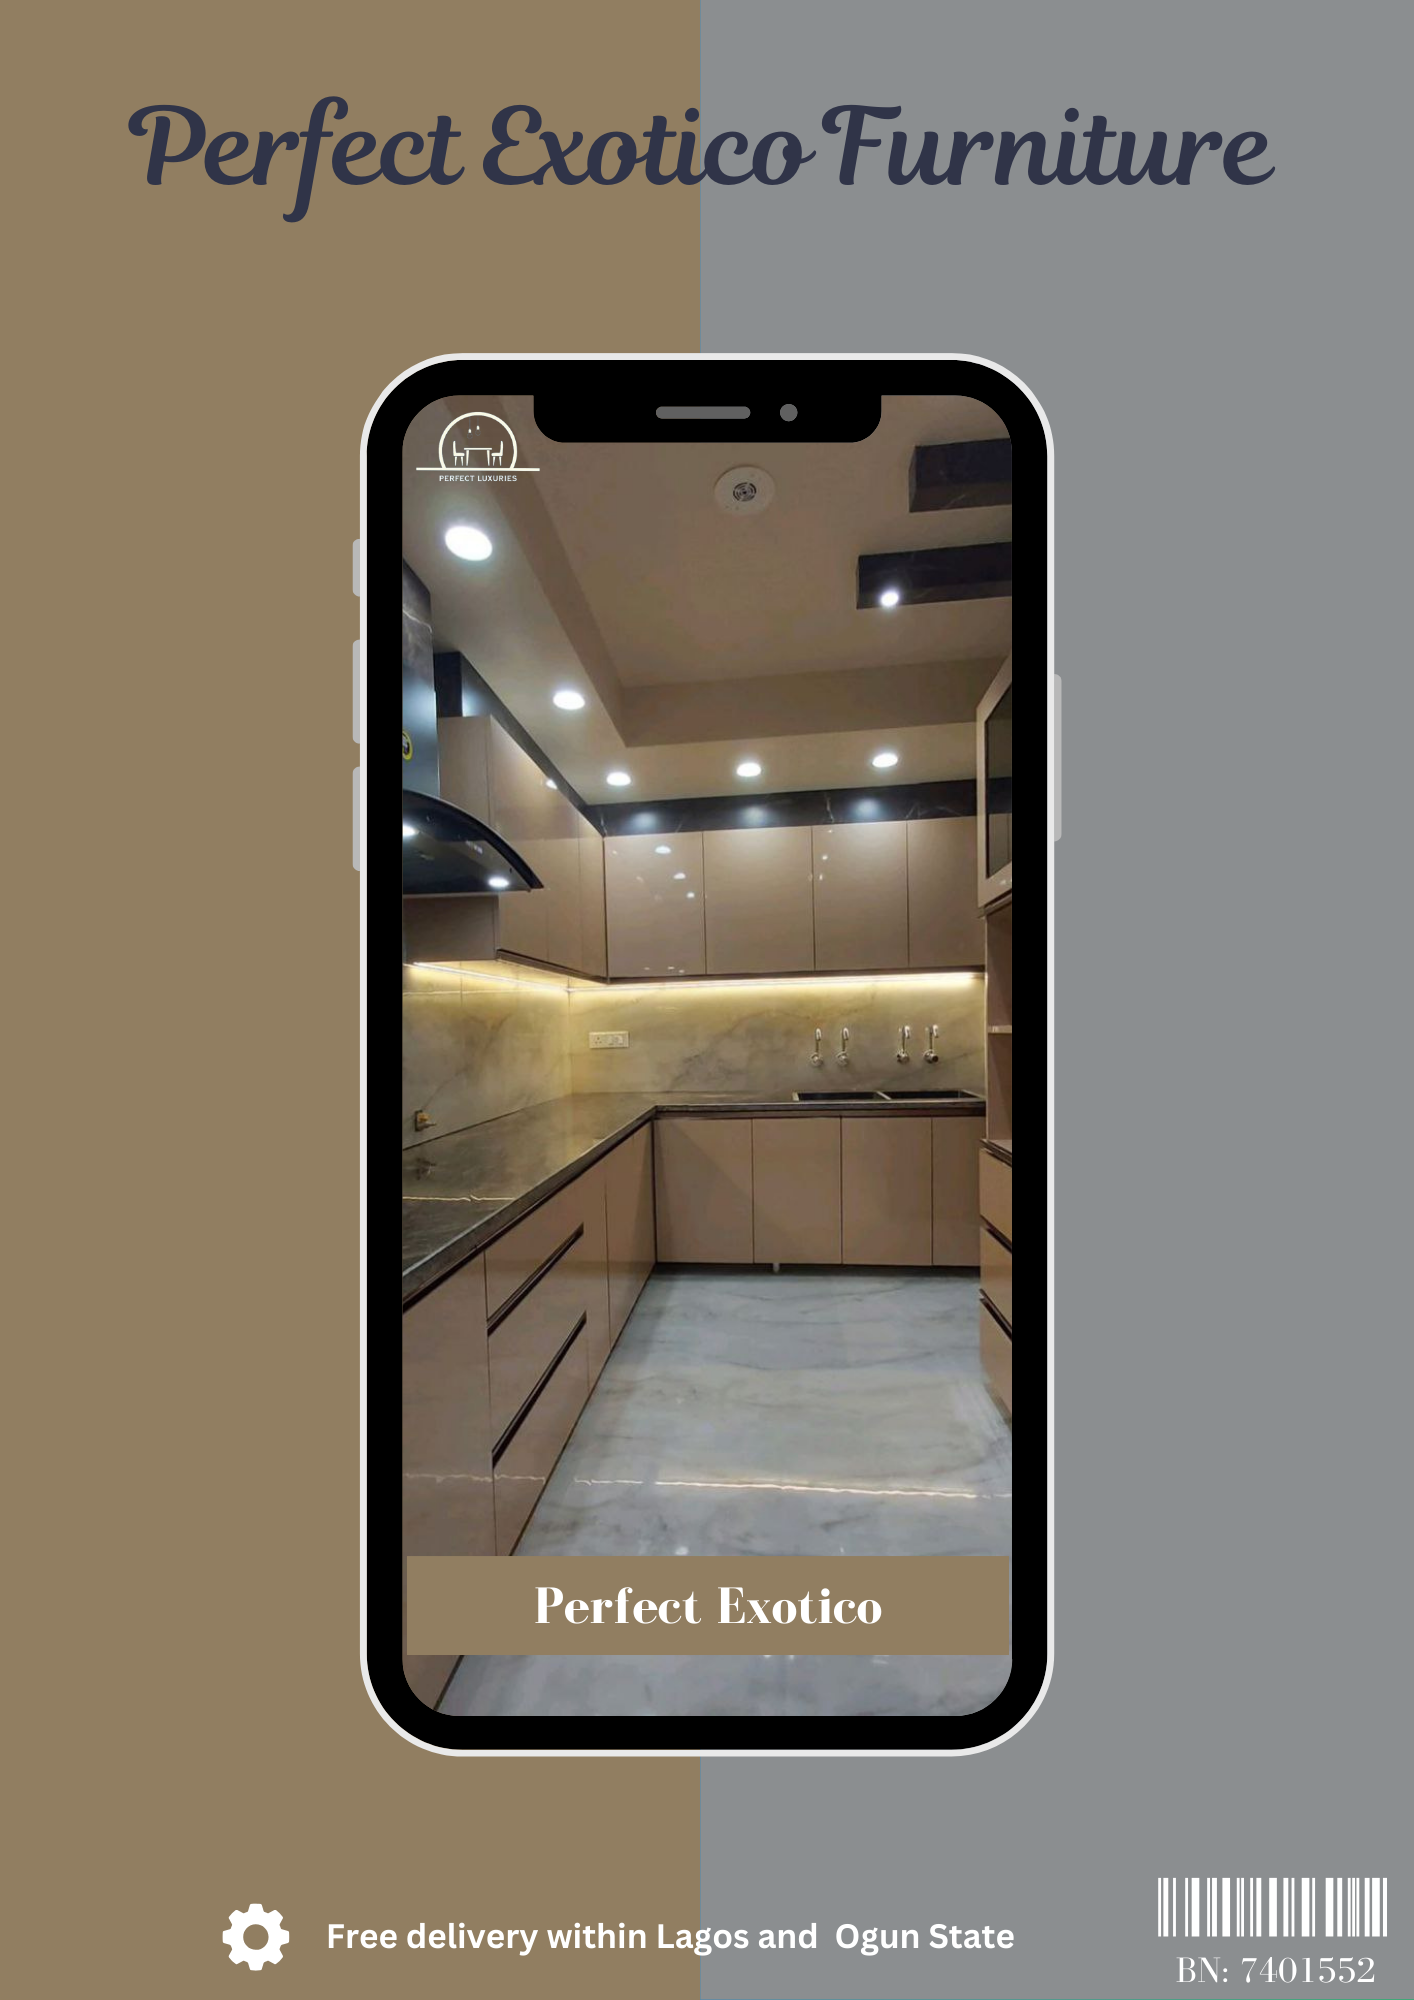 Perfect Exotico Furniture
PERFECT LUXURIES
Perfect Exotico
Free delivery within Lagos and  Ogun State
BN: 7401552